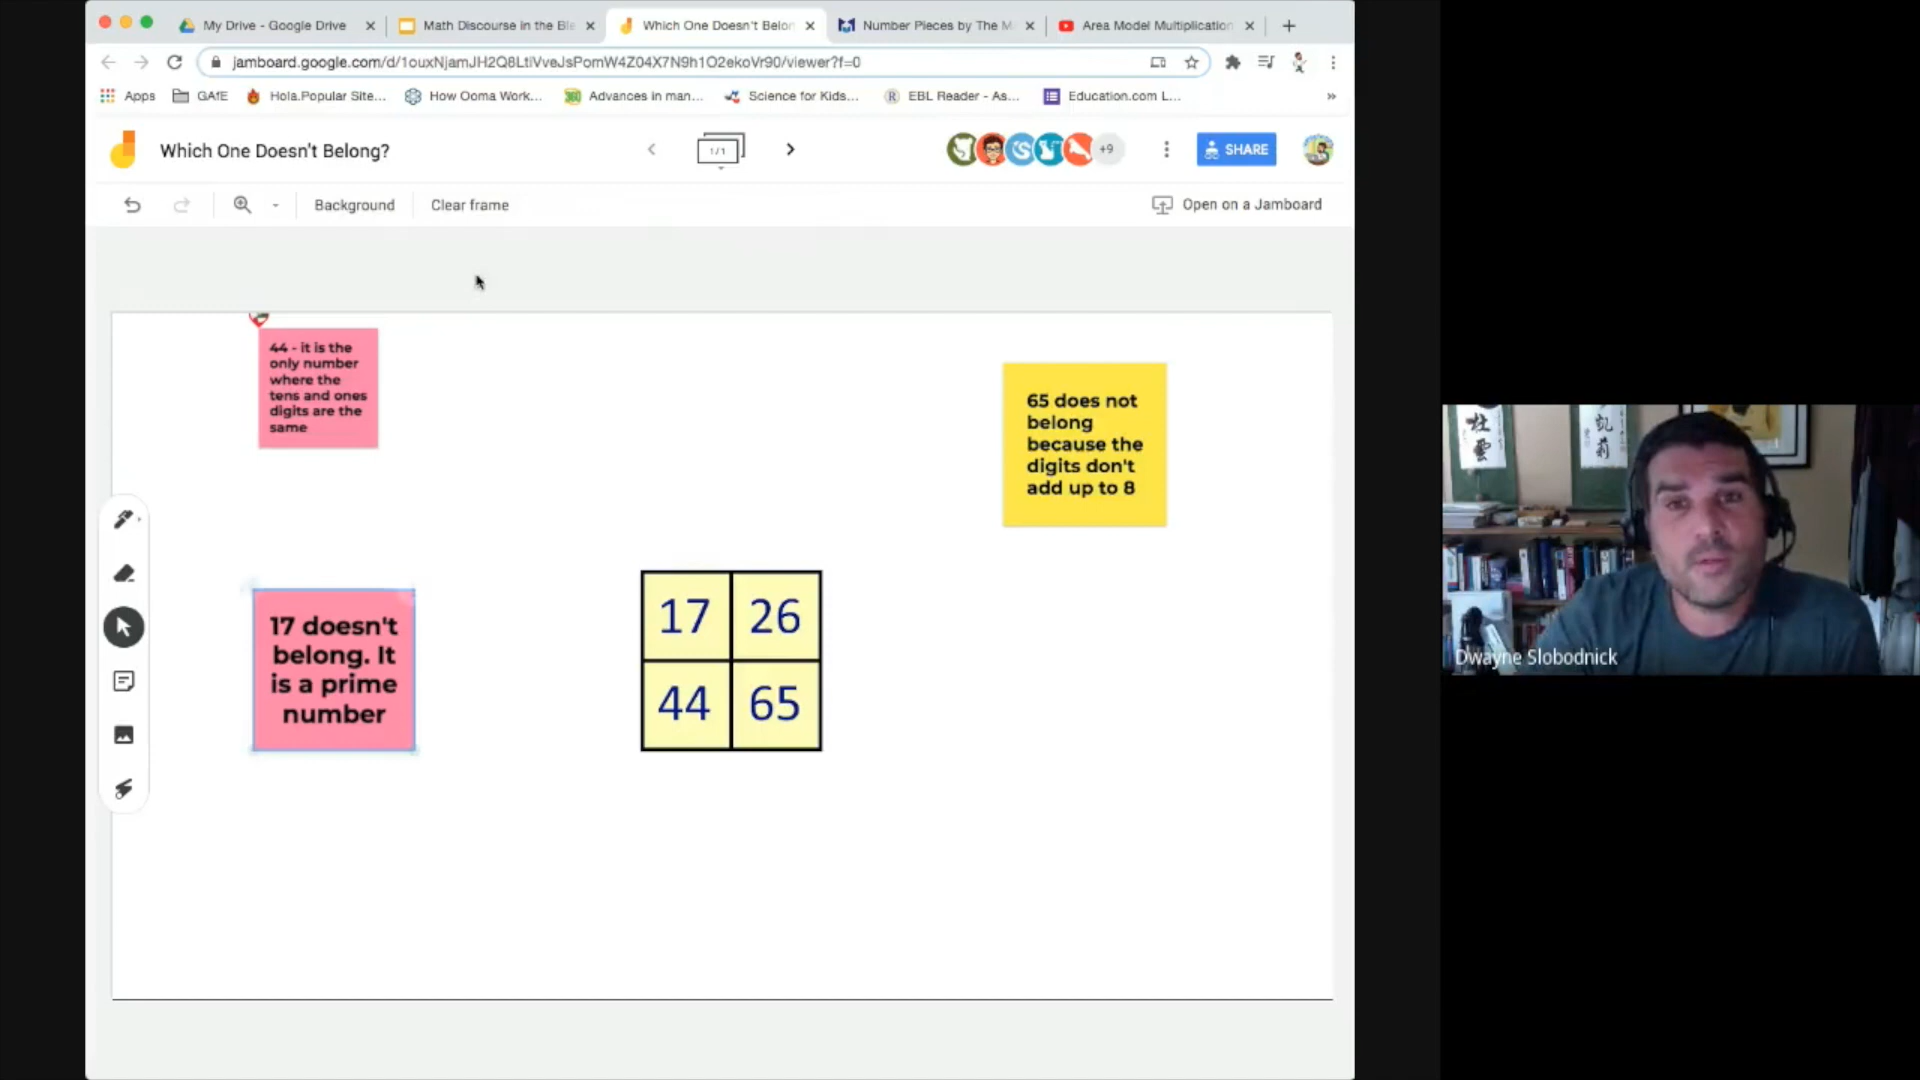 My Drive - Google Drive
Math Discourse in the Ble
Which One Doesn't Belon
Number Pieces by The M
Area Model Multiplication
jamboard.google.com/d/1ouxNjamJH2Q8LtiVveJsPomW4Z04X7N9h1O2ekoVr90/viewer?f=0
Apps
GAfE
Hola.Popular Site...
How Ooma Work...
Advances in man...
Science for Kids...
EBL Reader - As...
Education.com L...
»
Which One Doesn't Belong?
1/1
+9
SHARE
Background
Clear frame
Open on a Jamboard
44 - it is the
only number
where the
tens and ones
digits are the
same
65 does not
belong
because the
digits don't
add up to 8
17 doesn't
belong. It
is a prime
number
17 26
44 65
杜雲
凱莉
Dwayne Slobodnick